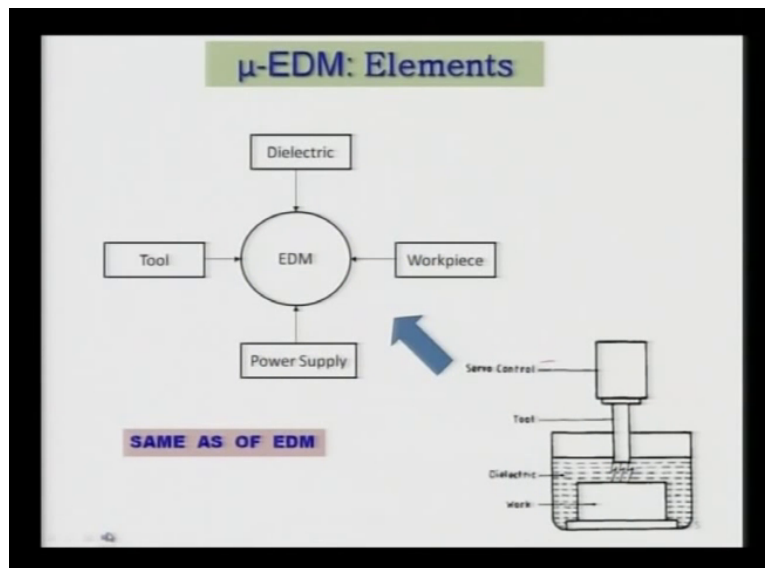 μ-EDM: Elements
Dielectric
Tool
EDM
Workpiece
Power Supply
Servo Control
Tool
Dielectric
Work
SAME AS OF EDM